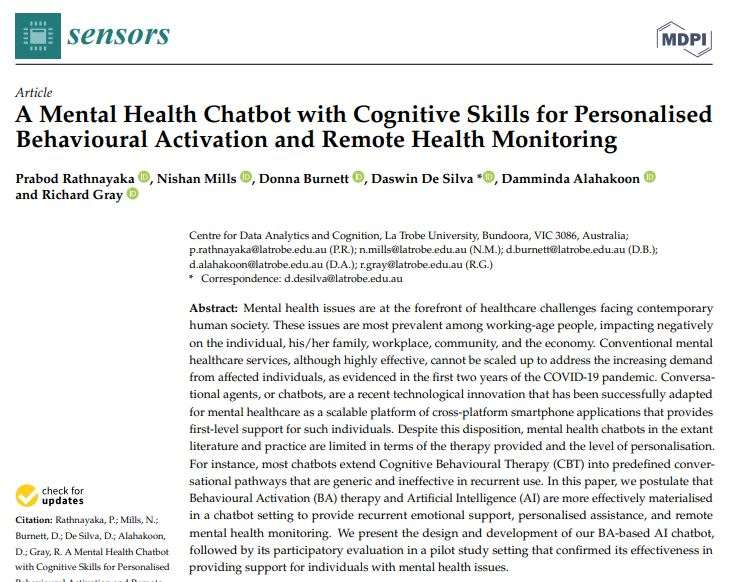 sensors
MDPI
Article
A Mental Health Chatbot with Cognitive Skills for Personalised
Behavioural Activation and Remote Health Monitoring
Prabod Rathnayaka, Nishan Mills, Donna Burnett, Daswin De Silva *, Damminda Alahakoon
and Richard Gray
Centre for Data Analytics and Cognition, La Trobe University, Bundoora, VIC 3086, Australia;
p.rathnayaka@latrobe.edu.au (P.R.); n.mills@latrobe.edu.au (N.M.); d.burnett@latrobe.edu.au (D.B.);
d.alahakoon@latrobe.edu.au (D.A.); r.gray@latrobe.edu.au (R.G.)
* Correspondence: d.desilva@latrobe.edu.au
Abstract: Mental health issues are at the forefront of healthcare challenges facing contemporary
human society. These issues are most prevalent among working-age people, impacting negatively
on the individual, his/her family, workplace, community, and the economy. Conventional mental
healthcare services, although highly effective, cannot be scaled up to address the increasing demand
from affected individuals, as evidenced in the first two years of the COVID-19 pandemic. Conversa-
tional agents, or chatbots, are a recent technological innovation that has been successfully adapted
for mental healthcare as a scalable platform of cross-platform smartphone applications that provides
first-level support for such individuals. Despite this disposition, mental health chatbots in the extant
literature and practice are limited in terms of the therapy provided and the level of personalisation.
For instance, most chatbots extend Cognitive Behavioural Therapy (CBT) into predefined conver-
sational pathways that are generic and ineffective in recurrent use. In this paper, we postulate that
Behavioural Activation (BA) therapy and Artificial Intelligence (AI) are more effectively materialised
in a chatbot setting to provide recurrent emotional support, personalised assistance, and remote
mental health monitoring. We present the design and development of our BA-based AI chatbot,
followed by its participatory evaluation in a pilot study setting that confirmed its effectiveness in
providing support for individuals with mental health issues.
check for
updates
Citation: Rathnayaka, P.; Mills, N.;
Burnett, D.; De Silva, D.; Alahakoon,
D.; Gray, R. A Mental Health Chatbot
with Cognitive Skills for Personalised